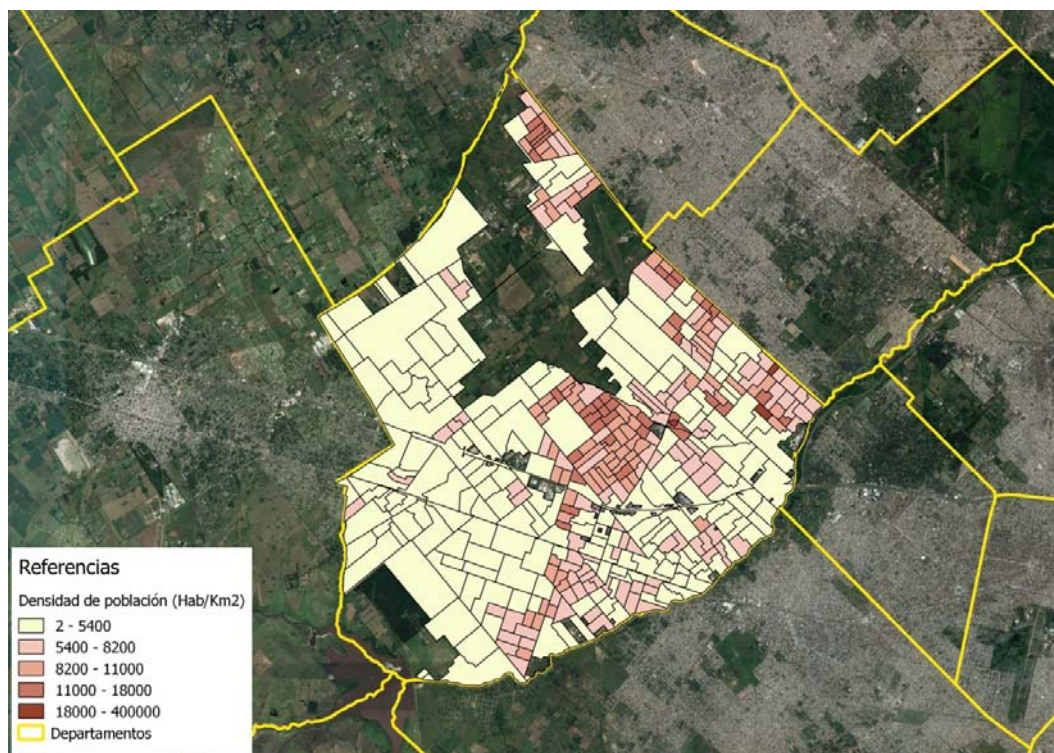 Referencias
Densidad de población (Hab/Km2)
2 - 5400
5400 - 8200
8200 - 11000
11000 - 18000
18000 - 400000
Departamentos